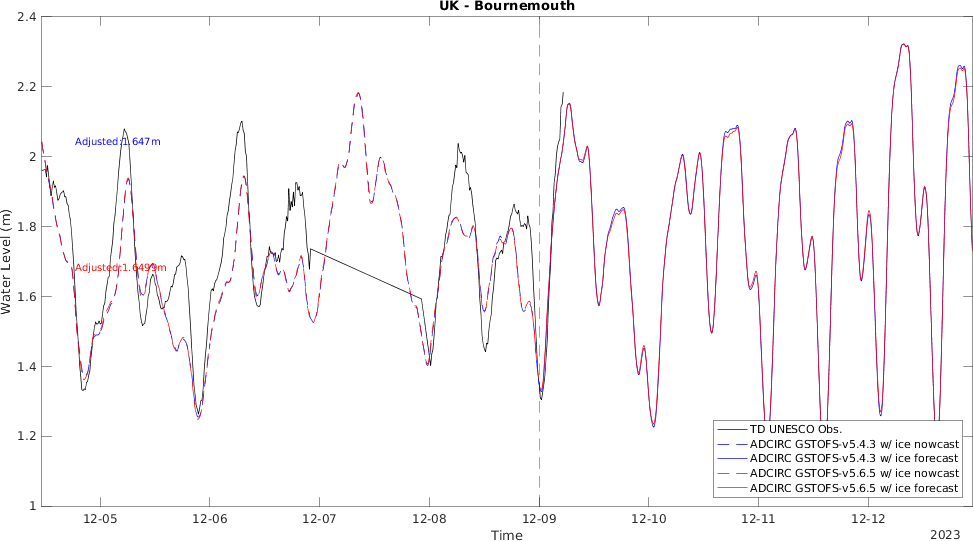 UK - Bournemouth
2.4
2.2
2
1.8
1.6
1.4
1.2
1
Water Level (m)
Adjusted:1.647m
Adjusted:1.6499m
TD UNESCO Obs.
ADCIRC GSTOFS-v5.4.3 w/ ice nowcast
ADCIRC GSTOFS-v5.4.3 w/ ice forecast
ADCIRC GSTOFS-v5.6.5 w/ ice nowcast
ADCIRC GSTOFS-v5.6.5 w/ ice forecast
12-05 12-06 12-07 12-08 12-09 12-10 12-11 12-12
Time
2023